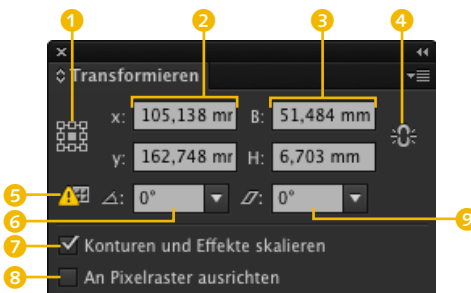 1 2 3 4
Transformieren
x: 105,138 mr B: 51,484 mm
y: 162,748 mr H: 6,703 mm
5 0° 0°
6 9
7 Konturen und Effekte skalieren
8 An Pixelraster ausrichten